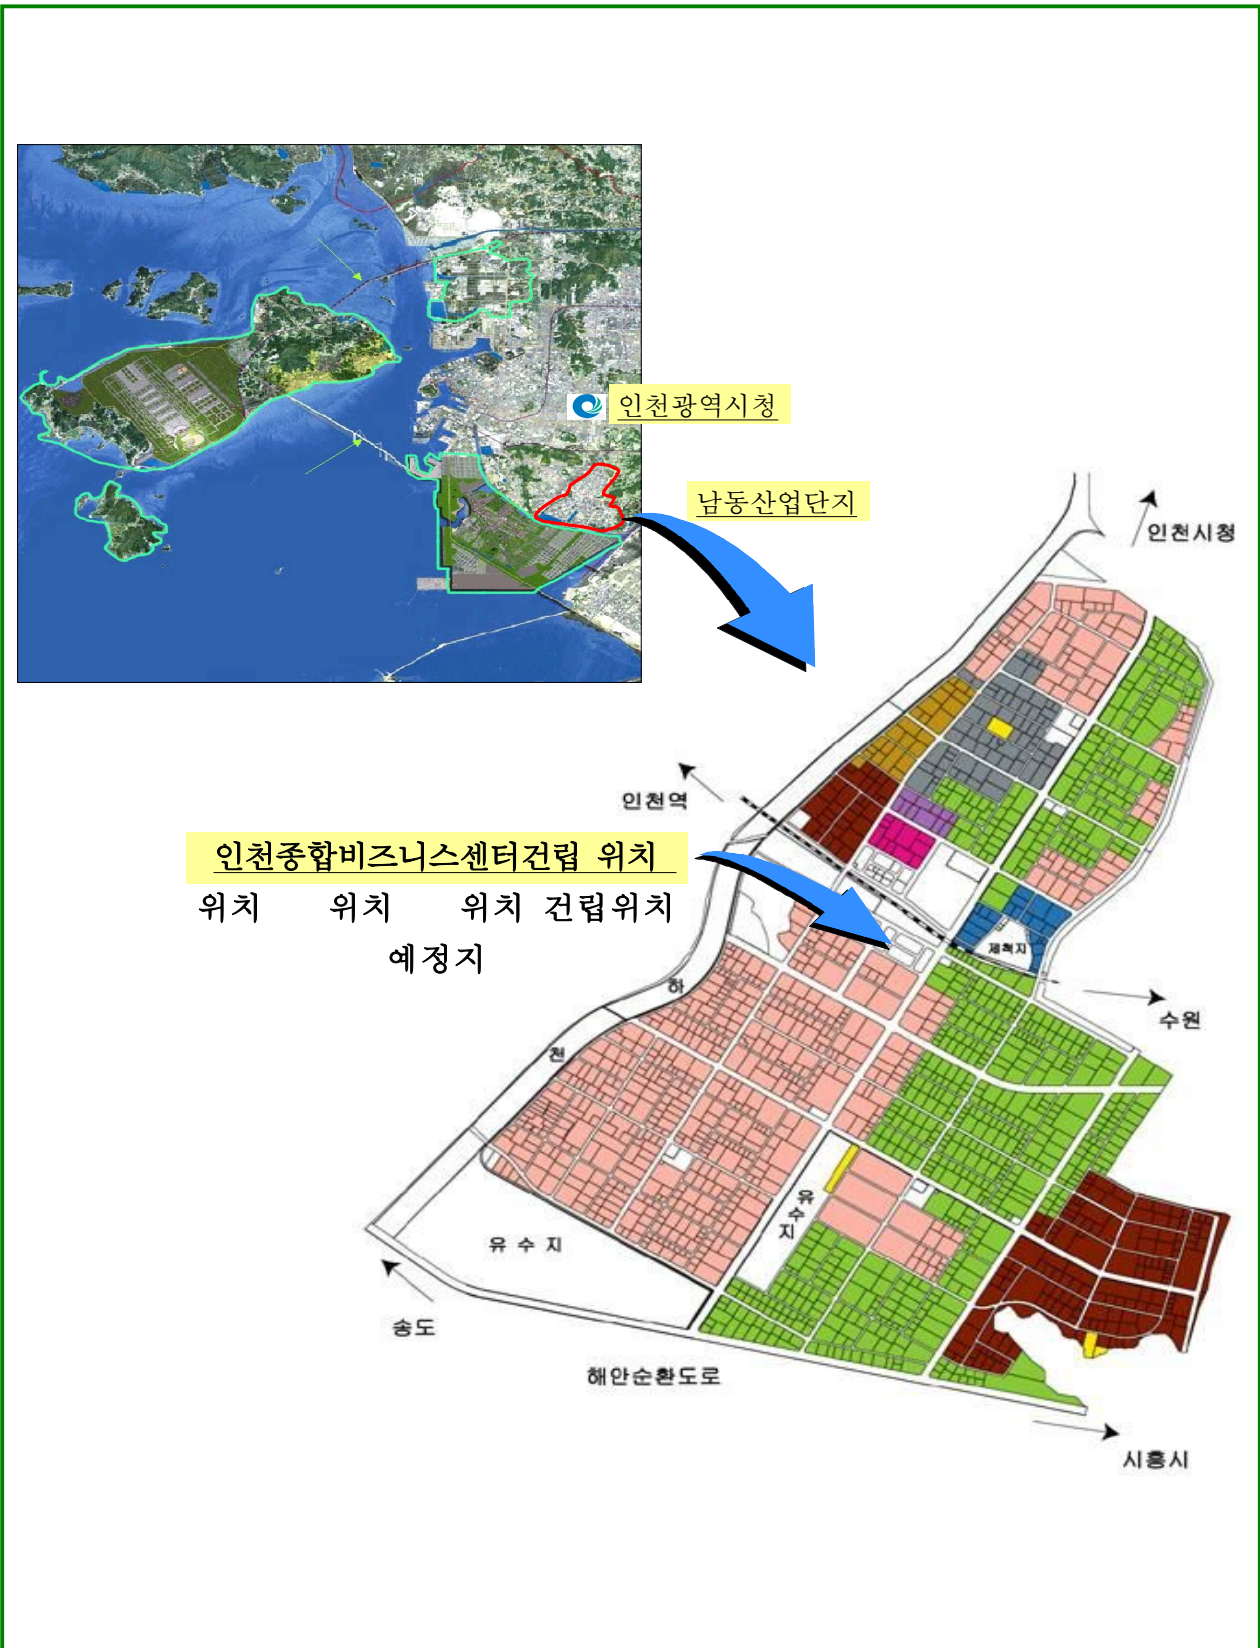 인천광역시청
남동산업단지
인천시청
인천역
인천종합비즈니스센터건립 위치
위치 위치 위치 건립위치
예정지
제척지
하
천
수원
유수지
유 수 지
송도
해안순환도로
시흥시